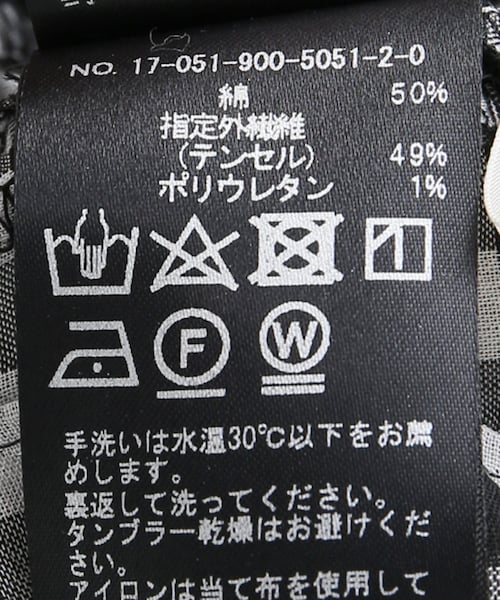 NO. 17-051-900-5051-2-0
綿 50%
指定外繊維
(テンセル) 49%
ポリウレタン 1%
F
W
手洗いは水温30℃以下をお薦
めします。
裏返して洗ってください。
タンブラー乾燥はお避けくだ
さい。
アイロンは当て布を使用して